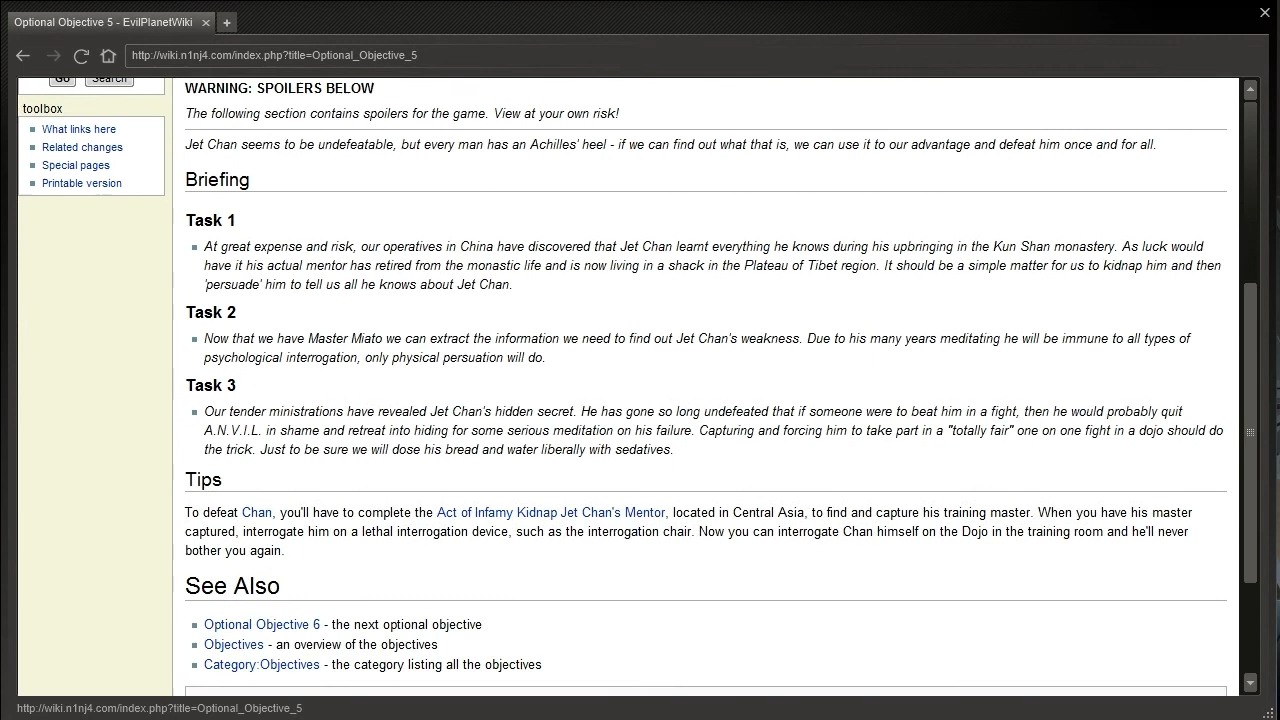 Optional Objective 5 - EvilPlanetWiki
http://wiki.n1nj4.com/index.php?title=Optional_Objective_5
Go Search
toolbox
What links here
Related changes
Special pages
Printable version
WARNING: SPOILERS BELOW
The following section contains spoilers for the game. View at your own risk!
Jet Chan seems to be undefeatable, but every man has an Achilles' heel - if we can find out what that is, we can use it to our advantage and defeat him once and for all.
Briefing
Task 1
At great expense and risk, our operatives in China have discovered that Jet Chan learnt everything he knows during his upbringing in the Kun Shan monastery. As luck would
have it his actual mentor has retired from the monastic life and is now living in a shack in the Plateau of Tibet region. It should be a simple matter for us to kidnap him and then
'persuade' him to tell us all he knows about Jet Chan.
Task 2
Now that we have Master Miato we can extract the information we need to find out Jet Chan's weakness. Due to his many years meditating he will be immune to all types of
psychological interrogation, only physical persuation will do.
Task 3
Our tender ministrations have revealed Jet Chan's hidden secret. He has gone so long undefeated that if someone were to beat him in a fight, then he would probably quit
A.N.V.I.L. in shame and retreat into hiding for some serious meditation on his failure. Capturing and forcing him to take part in a "totally fair" one on one fight in a dojo should do
the trick. Just to be sure we will dose his bread and water liberally with sedatives.
Tips
To defeat Chan, you'll have to complete the Act of Infamy Kidnap Jet Chan's Mentor, located in Central Asia, to find and capture his training master. When you have his master
captured, interrogate him on a lethal interrogation device, such as the interrogation chair. Now you can interrogate Chan himself on the Dojo in the training room and he'll never
bother you again.
See Also
Optional Objective 6 - the next optional objective
Objectives - an overview of the objectives
Category:Objectives - the category listing all the objectives
http://wiki.n1nj4.com/index.php?title=Optional_Objective_5